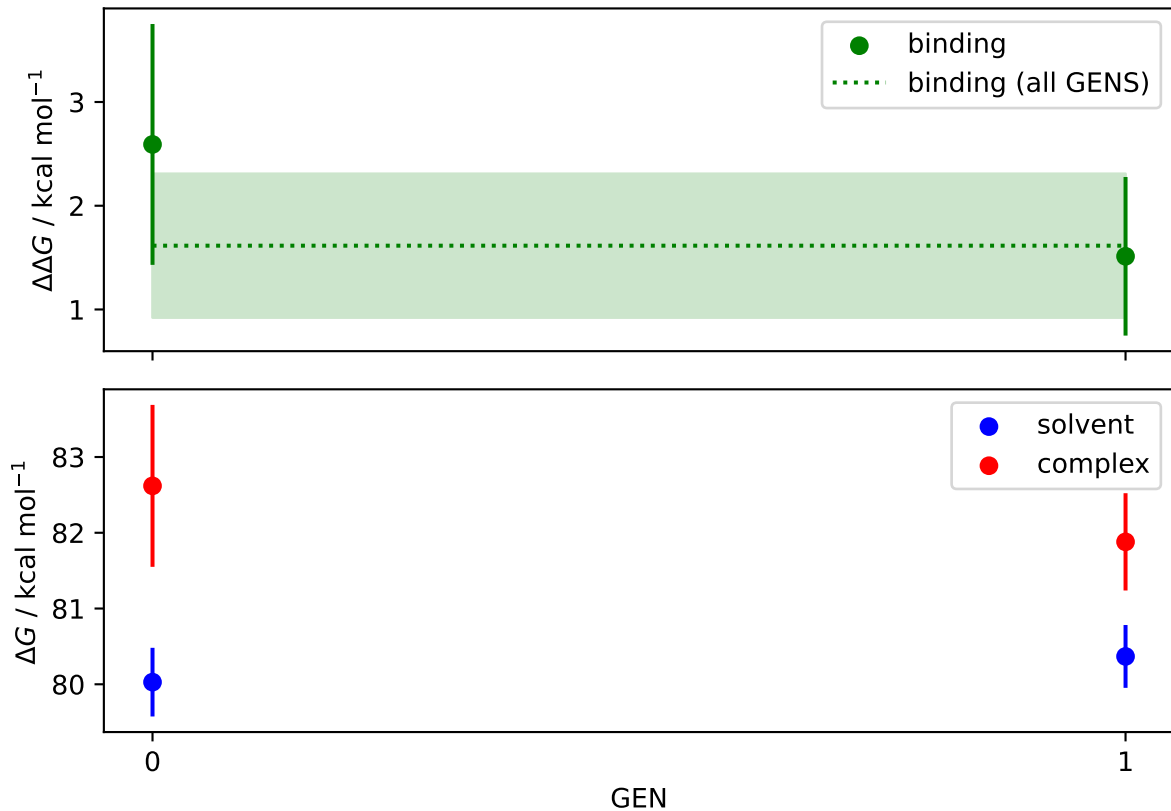 binding
binding (all GENS)
3
2
1
ΔΔG / kcal mol⁻¹
solvent
complex
83
82
81
80
ΔG / kcal mol⁻¹
0
1
GEN